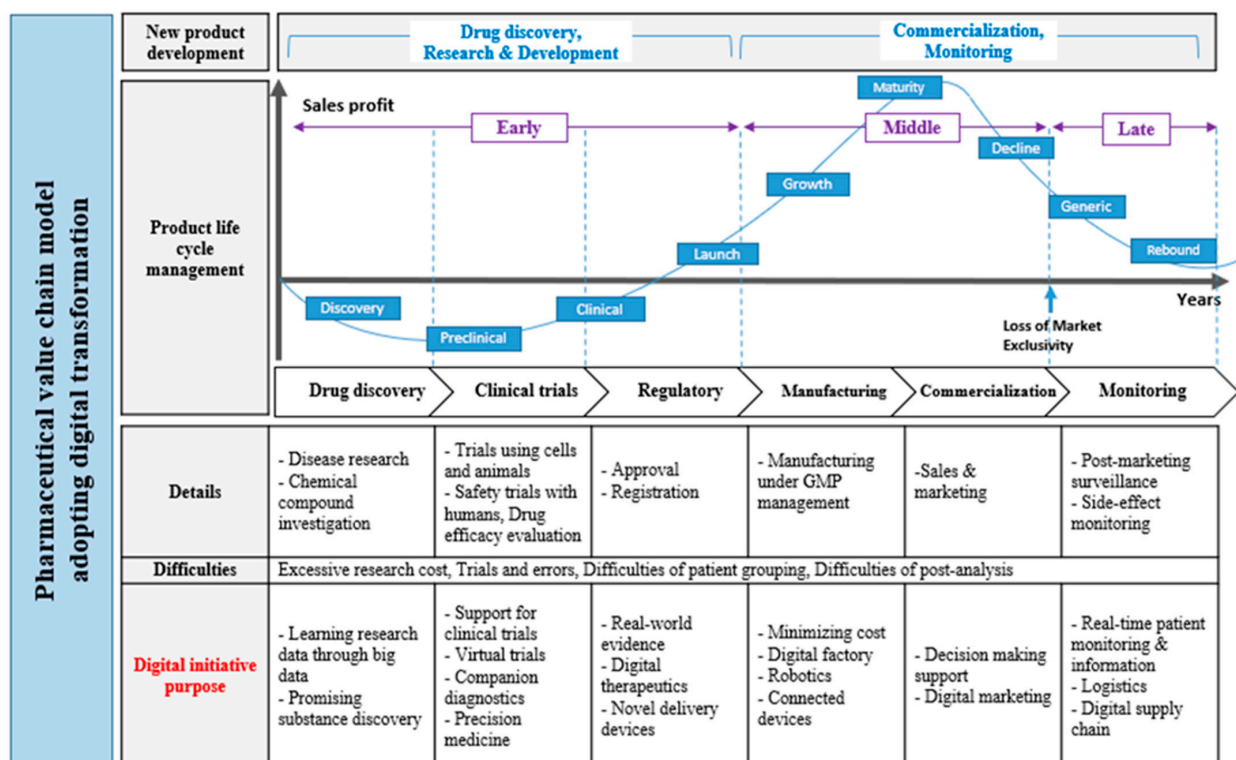 Pharmaceutical value chain model
adopting digital transformation
New product
development
Drug discovery,
Research & Development
Commercialization,
Monitoring
Product life
cycle
management
Sales profit
Early
Middle
Late
Maturity
Decline
Growth
Generic
Launch
Rebound
Discovery
Preclinical
Clinical
Years
Loss of Market
Exclusivity
Drug discovery
Clinical trials
Regulatory
Manufacturing
Commercialization
Monitoring
Details
- Disease research
- Chemical
compound
investigation
- Trials using cells
and animals
- Safety trials with
humans, Drug
efficacy evaluation
- Approval
- Registration
- Manufacturing
under GMP
management
-Sales &
marketing
- Post-marketing
surveillance
- Side-effect
monitoring
Difficulties
Excessive research cost, Trials and errors, Difficulties of patient grouping, Difficulties of post-analysis
Digital initiative
purpose
- Learning research
data through big
data
- Promising
substance discovery
- Support for
clinical trials
- Virtual trials
- Companion
diagnostics
- Precision
medicine
- Real-world
evidence
- Digital
therapeutics
- Novel delivery
devices
- Minimizing cost
- Digital factory
- Robotics
- Connected
devices
- Decision making
support
- Digital marketing
- Real-time patient
monitoring &
information
- Logistics
- Digital supply
chain